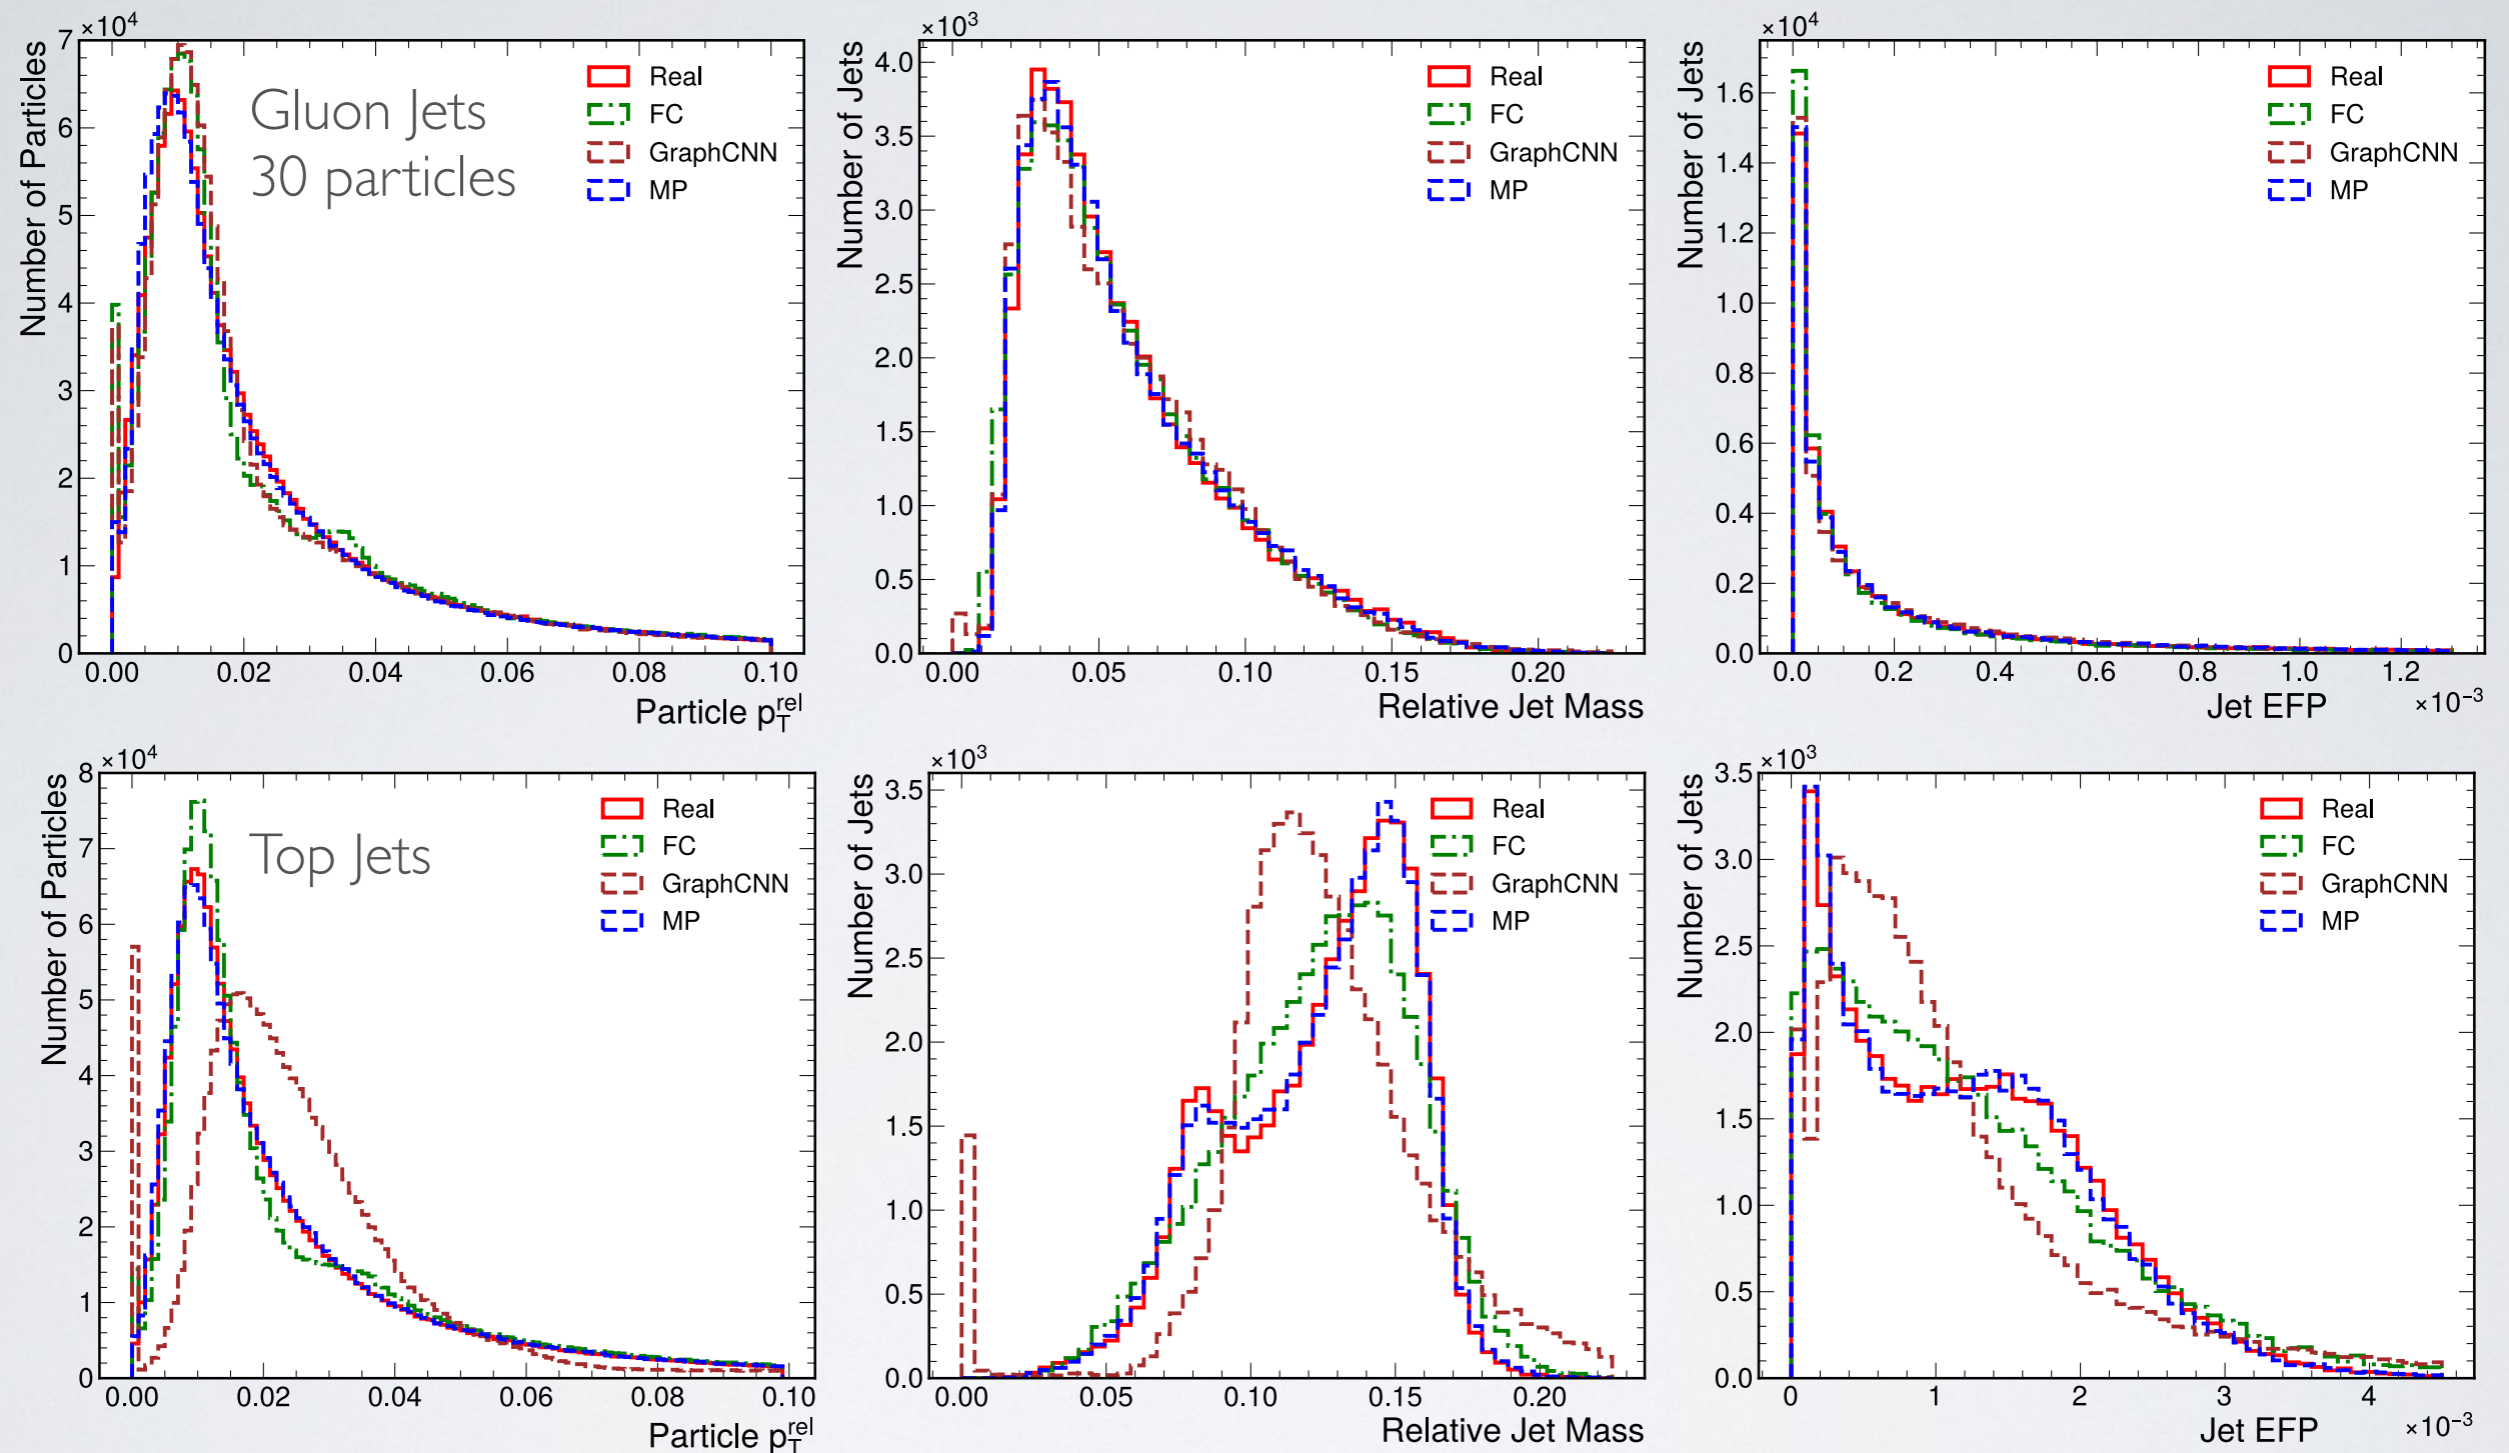 ×10⁴
7
6
5
4
3
2
1
0
Number of Particles
Gluon Jets
30 particles
Real
FC
GraphCNN
MP
0.00 0.02 0.04 0.06 0.08 0.10
Particle p_T^rel
×10³
4.0
3.5
3.0
2.5
2.0
1.5
1.0
0.5
0.0
Number of Jets
Real
FC
GraphCNN
MP
0.00 0.05 0.10 0.15 0.20
Relative Jet Mass
×10⁴
1.6
1.4
1.2
1.0
0.8
0.6
0.4
0.2
0.0
Number of Jets
Real
FC
GraphCNN
MP
0.0 0.2 0.4 0.6 0.8 1.0 1.2
Jet EFP ×10⁻³
×10⁴
8
7
6
5
4
3
2
1
0
Number of Particles
Top Jets
Real
FC
GraphCNN
MP
0.00 0.02 0.04 0.06 0.08 0.10
Particle p_T^rel
×10³
3.5
3.0
2.5
2.0
1.5
1.0
0.5
0.0
Number of Jets
Real
FC
GraphCNN
MP
0.00 0.05 0.10 0.15 0.20
Relative Jet Mass
×10³
3.5
3.0
2.5
2.0
1.5
1.0
0.5
0.0
Number of Jets
Real
FC
GraphCNN
MP
0 1 2 3 4
Jet EFP ×10⁻³